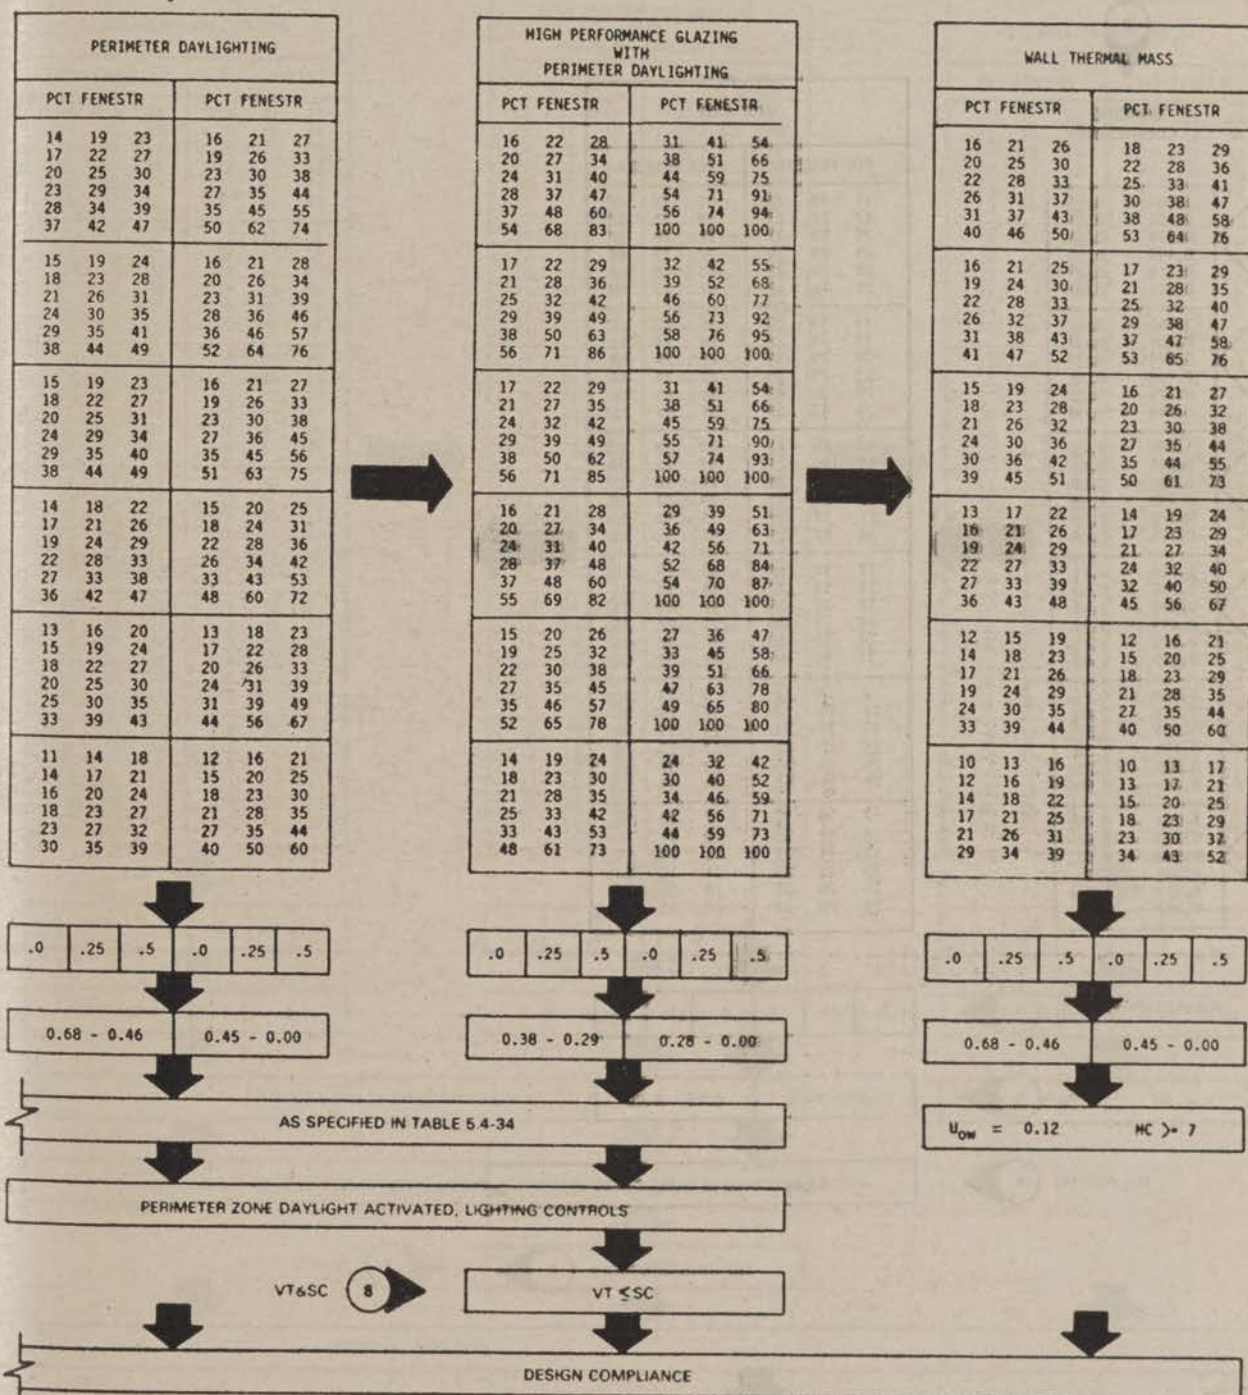 PERIMETER DAYLIGHTING
PCT FENESTR PCT FENESTR
14 19 23 16 21 27
17 22 27 19 26 33
20 25 30 23 30 38
23 29 34 27 35 44
28 34 39 35 45 55
37 42 47 50 62 74
15 19 24 16 21 28
18 23 28 20 26 34
21 26 31 23 31 39
24 30 35 28 36 46
29 35 41 36 46 57
38 44 49 52 64 76
15 19 23 16 21 27
18 22 27 19 26 33
20 25 31 23 30 38
24 29 34 27 36 45
29 35 40 35 45 56
38 44 49 51 63 75
14 18 22 15 20 25
17 21 26 18 24 31
19 24 29 22 28 36
22 28 33 26 34 42
27 33 38 33 43 53
36 42 47 48 60 72
13 16 20 13 18 23
15 19 24 17 22 28
18 22 27 20 26 33
20 25 30 24 31 39
25 30 35 31 39 49
33 39 43 44 56 67
11 14 18 12 16 21
14 17 21 15 20 25
16 20 24 18 23 30
18 23 27 21 28 35
23 27 32 27 35 44
30 35 39 40 50 60
.0 .25 .5 .0 .25 .5
0.68 - 0.46 0.45 - 0.00
HIGH PERFORMANCE GLAZING
WITH
PERIMETER DAYLIGHTING
PCT FENESTR PCT FENESTR
16 22 28 31 41 54
20 27 34 38 51 66
24 31 40 44 59 75
28 37 47 54 71 91
37 48 60 56 74 94
54 68 83 100 100 100
17 22 29 32 42 55
21 28 36 39 52 68
25 32 42 46 60 77
29 39 49 56 73 92
38 50 63 58 76 95
56 71 86 100 100 100
17 22 29 31 41 54
21 27 35 38 51 66
24 32 42 45 59 75
29 39 49 55 71 90
38 50 62 57 74 93
56 71 85 100 100 100
16 21 28 29 39 51
20 27 34 36 49 63
24 31 40 42 56 71
28 37 48 52 68 84
37 48 60 54 70 87
55 69 82 100 100 100
15 20 26 27 36 47
19 25 32 33 45 58
22 30 38 39 51 66
27 35 45 47 63 78
35 46 57 49 65 80
52 65 78 100 100 100
14 19 24 24 32 42
18 23 30 30 40 52
21 28 35 34 46 59
25 33 42 42 56 71
33 43 53 44 59 73
48 61 73 100 100 100
.0 .25 .5 .0 .25 .5
0.38 - 0.29 0.28 - 0.00
WALL THERMAL MASS
PCT FENESTR PCT FENESTR
16 21 26 18 23 29
20 25 30 22 28 36
22 28 33 25 33 41
26 31 37 30 38 47
31 37 43 38 48 58
40 46 50 53 64 76
16 21 25 17 23 29
19 24 30 21 28 35
22 28 33 25 32 40
26 32 37 29 38 47
31 38 43 37 47 58
41 47 52 53 65 76
15 19 24 16 21 27
18 23 28 20 26 32
21 26 32 23 30 38
24 30 36 27 35 44
30 36 42 35 44 55
39 45 51 50 61 73
13 17 22 14 19 24
16 21 26 17 23 29
19 24 29 21 27 34
22 27 33 24 32 40
27 33 39 32 40 50
36 43 48 45 56 67
12 15 19 12 16 21
14 18 23 15 20 25
17 21 26 18 23 29
19 24 29 21 28 35
24 30 35 27 35 44
33 39 44 40 50 60
10 13 16 10 13 17
12 16 19 13 17 21
14 18 22 15 20 25
17 21 25 18 23 29
21 26 31 23 30 37
29 34 39 34 43 52
.0 .25 .5 .0 .25 .5
0.68 - 0.46 0.45 - 0.00
AS SPECIFIED IN TABLE 5.4-34
Uow = 0.12 HC >= 7
PERIMETER ZONE DAYLIGHT ACTIVATED, LIGHTING CONTROLS
VT&SC 8 VT ≤SC
DESIGN COMPLIANCE